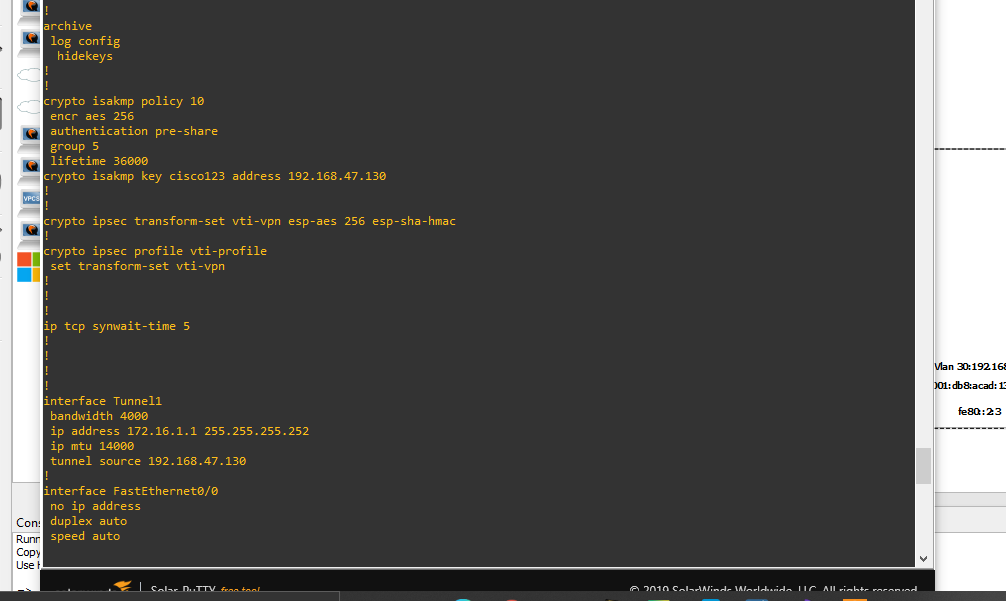 !
archive
 log config
  hidekeys
!
!
crypto isakmp policy 10
 encr aes 256
 authentication pre-share
 group 5
 lifetime 36000
crypto isakmp key cisco123 address 192.168.47.130
!
!
crypto ipsec transform-set vti-vpn esp-aes 256 esp-sha-hmac
!
crypto ipsec profile vti-profile
 set transform-set vti-vpn
!
!
!
ip tcp synwait-time 5
!
!
!
!
interface Tunnel1
 bandwidth 4000
 ip address 172.16.1.1 255.255.255.252
 ip mtu 14000
 tunnel source 192.168.47.130
!
interface FastEthernet0/0
 no ip address
 duplex auto
 speed auto
VPCS
Vlan 30:192.168
001:db8:acad:13
fe80::2:3
Cons
Runn
Copy
Use
Solar-PuTTY free tool
© 2019 SolarWinds Worldwide, LLC. All rights reserved.